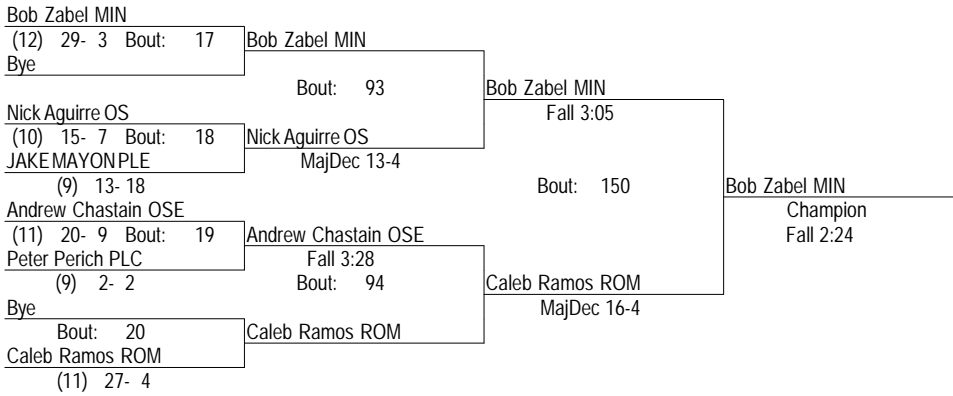 Bob Zabel MIN
(12) 29- 3 Bout: 17 Bob Zabel MIN
Bye
Bout: 93 Bob Zabel MIN
Nick Aguirre OS Fall 3:05
(10) 15- 7 Bout: 18 Nick Aguirre OS
JAKE MAYON PLE MajDec 13-4
(9) 13- 18 Bout: 150 Bob Zabel MIN
Andrew Chastain OSE Champion
(11) 20- 9 Bout: 19 Andrew Chastain OSE Fall 2:24
Peter Perich PLC Fall 3:28
(9) 2- 2 Bout: 94 Caleb Ramos ROM
Bye MajDec 16-4
Bout: 20 Caleb Ramos ROM
Caleb Ramos ROM
(11) 27- 4